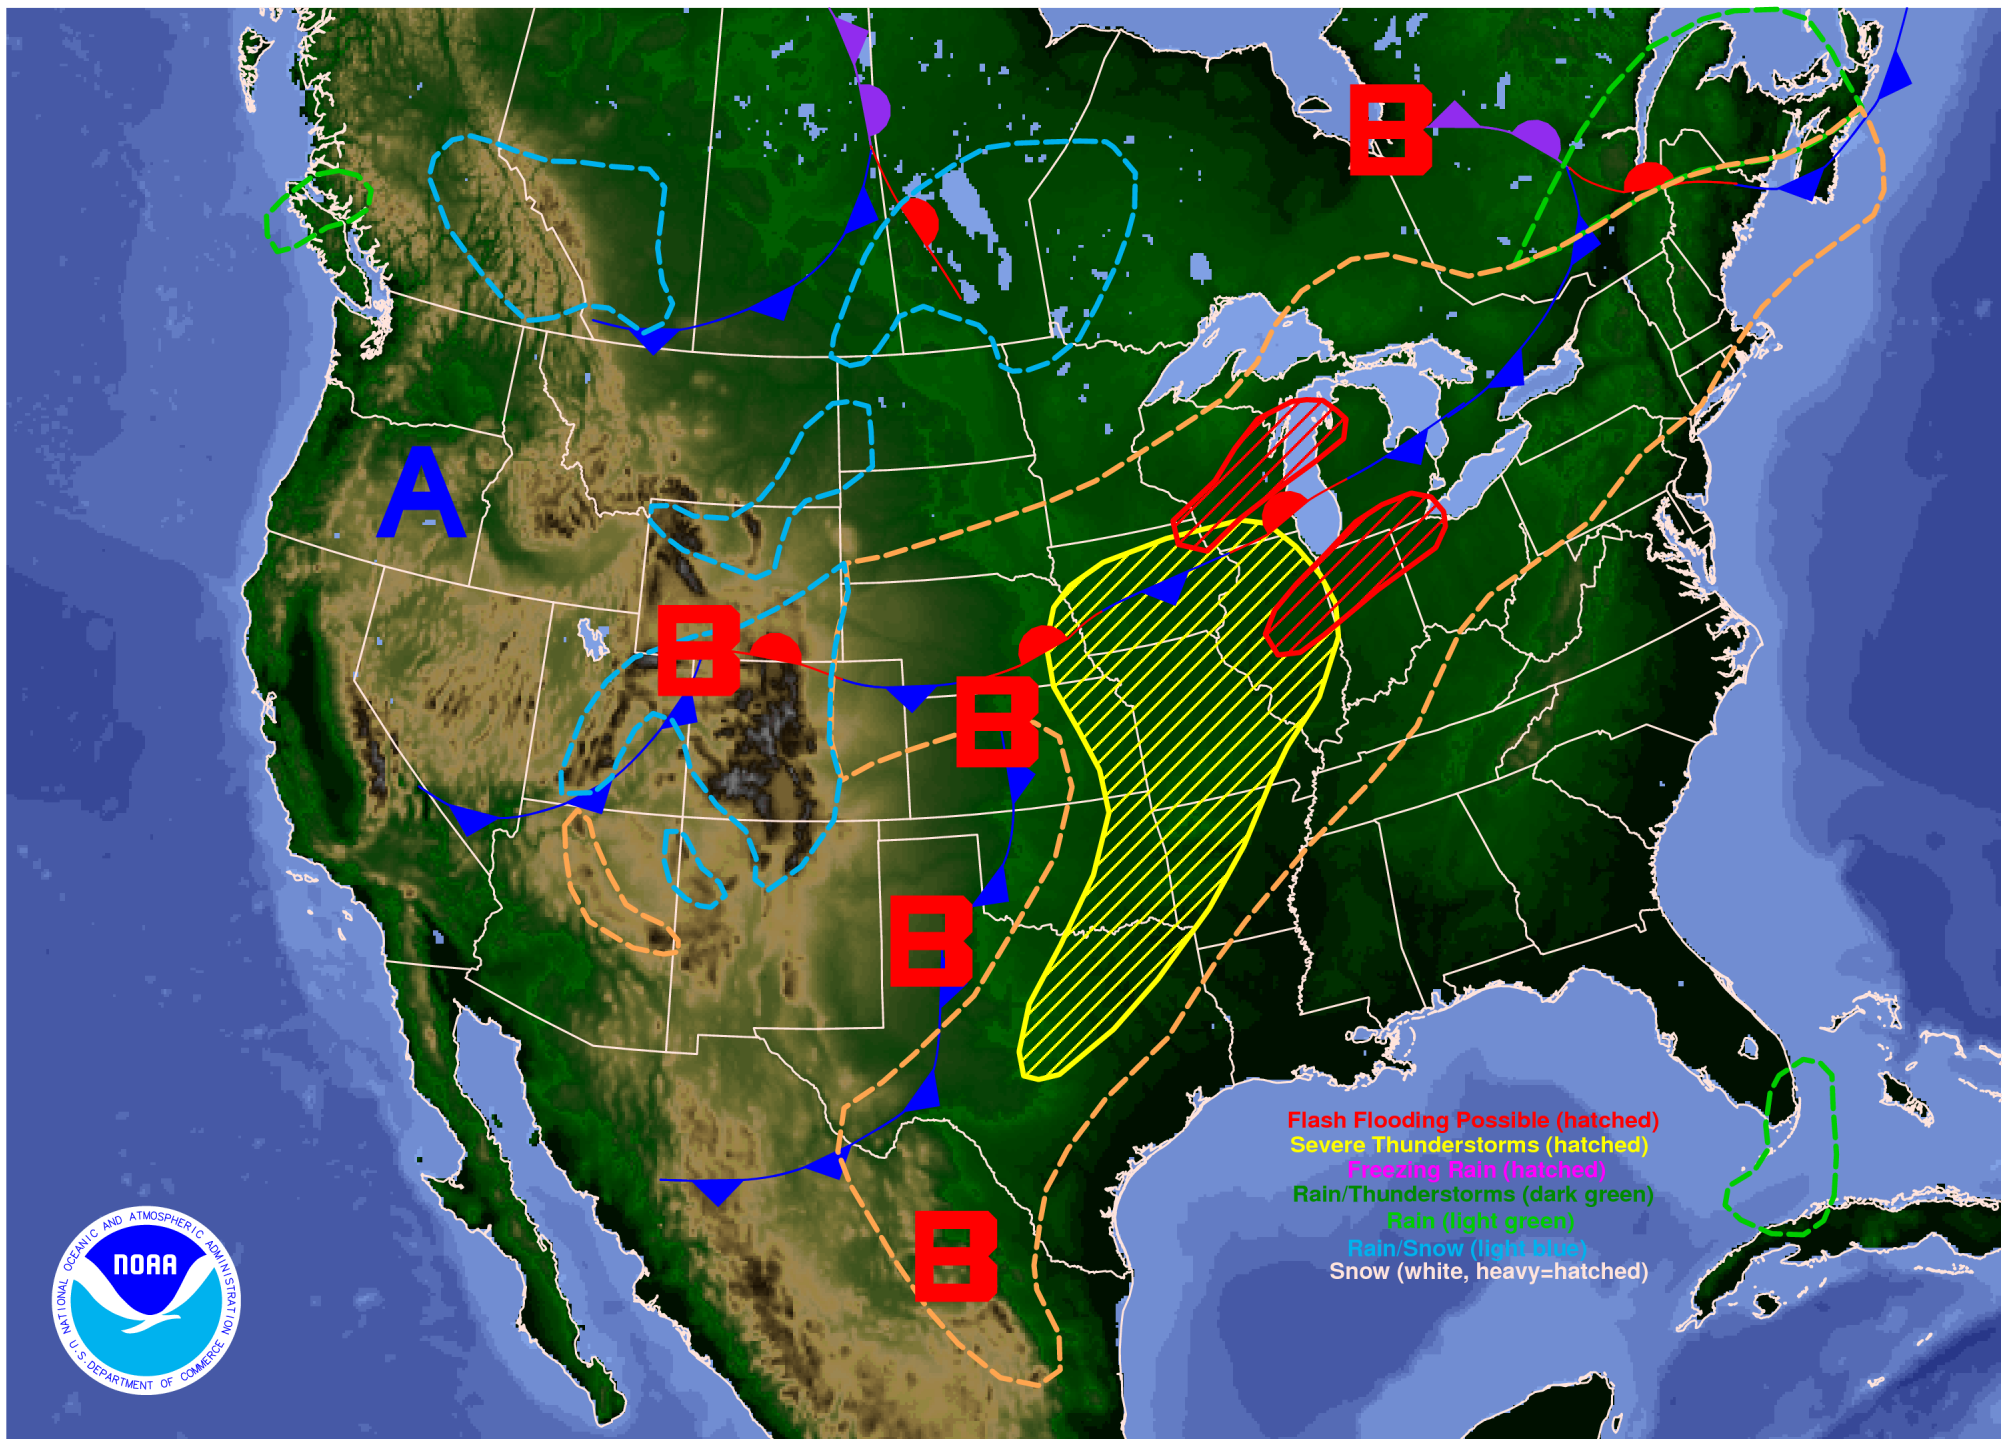 B
A
B
B
B
B
Flash Flooding Possible (hatched)
Severe Thunderstorms (hatched)
Freezing Rain (hatched)
Rain/Thunderstorms (dark green)
Rain (light green)
Rain/Snow (light blue)
Snow (white, heavy=hatched)
NATIONAL OCEANIC AND ATMOSPHERIC ADMINISTRATION
NOAA
U.S. DEPARTMENT OF COMMERCE